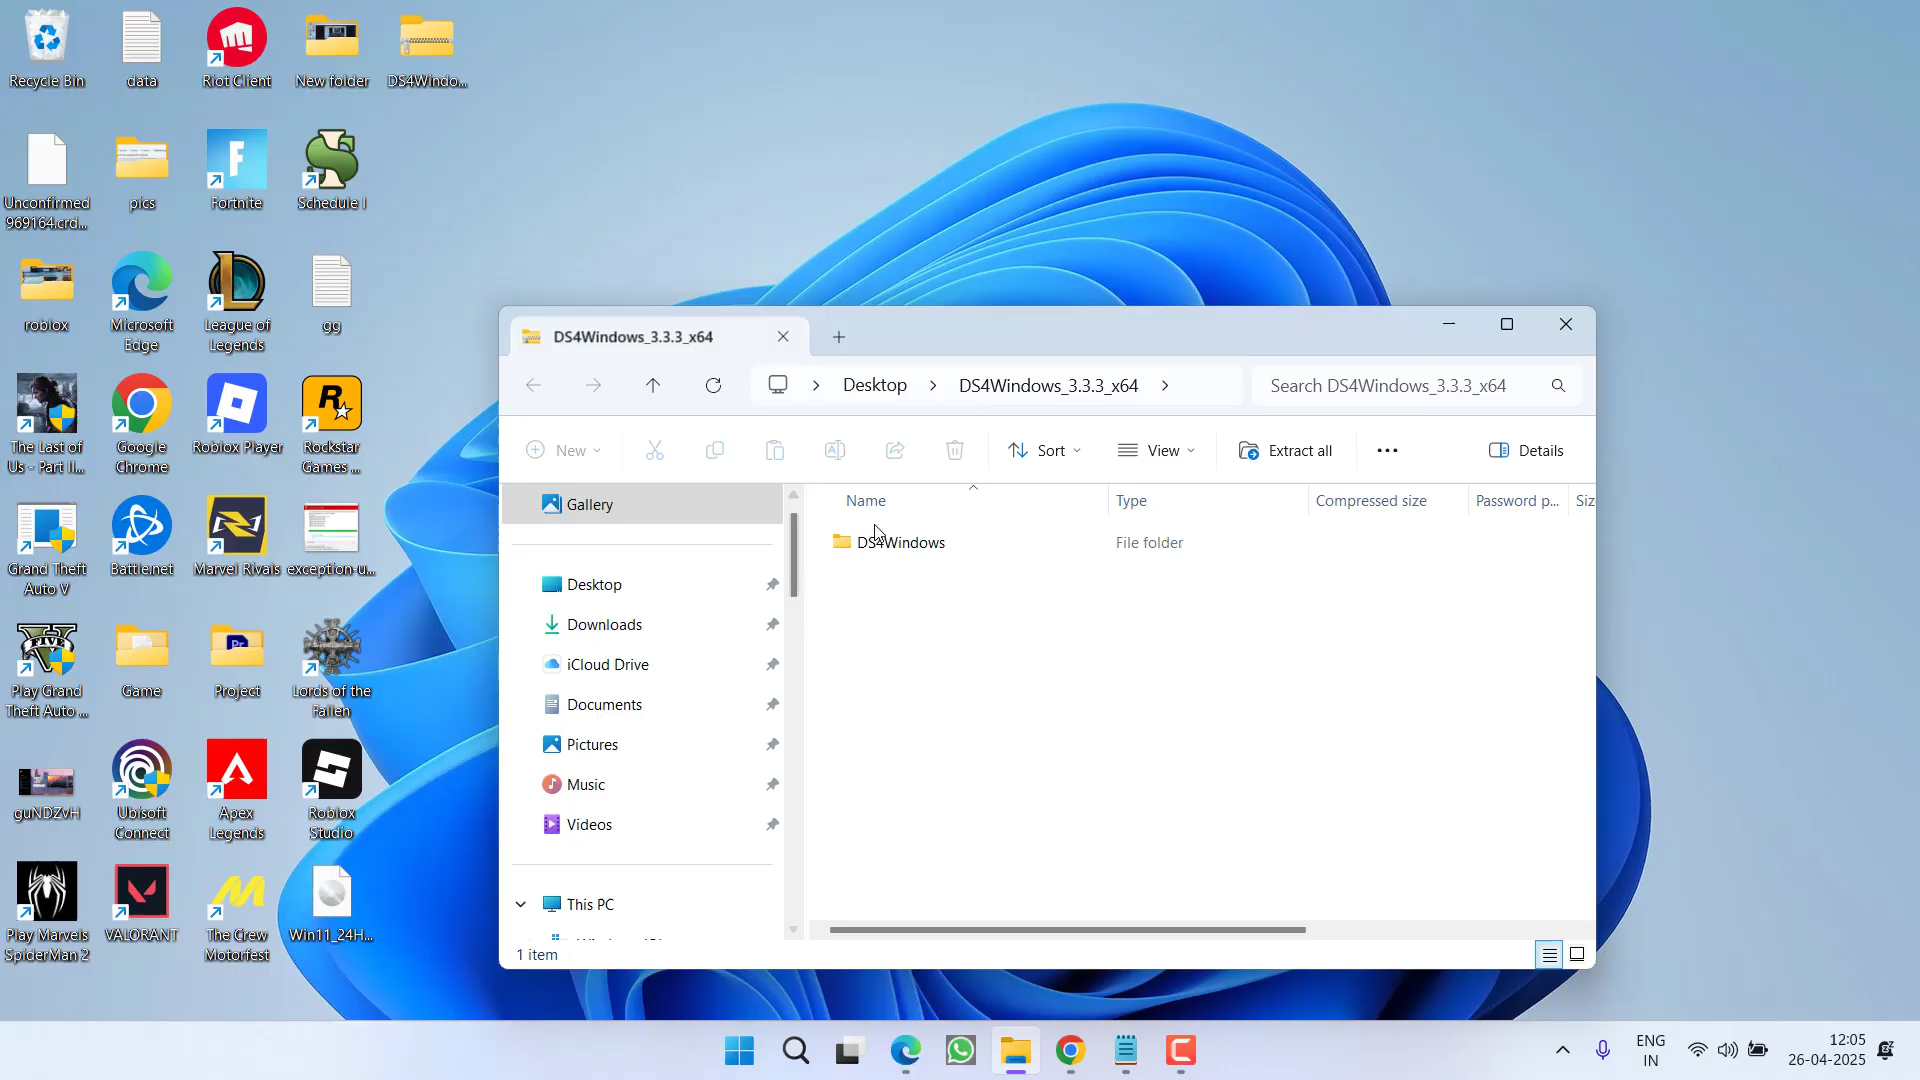 Recycle Bin
data
Riot Client
New folder
DS4Windo...
Unconfirmed
969164.crd...
pics
Fortnite
Schedule I
roblox
Microsoft
Edge
League of
Legends
gg
The Last of
Us - Part II...
Google
Chrome
Roblox Player
Rockstar
Games ...
Grand Theft
Auto V
Battle.net
Marvel Rivals
exception-u...
Play Grand
Theft Auto ...
Game
Project
Lords of the
Fallen
guNDZvH
Ubisoft
Connect
Apex
Legends
Roblox
Studio
Play Marvels
SpiderMan 2
VALORANT
The Crew
Motorfest
Win11_24H...
DS4Windows_3.3.3_x64
Desktop
DS4Windows_3.3.3_x64
Search DS4Windows_3.3.3_x64
New
Sort
View
Extract all
Details
Gallery
Desktop
Downloads
iCloud Drive
Documents
Pictures
Music
Videos
This PC
Name
Type
Compressed size
Password p...
Siz
DS4Windows
File folder
1 item
ENG
IN
12:05
26-04-2025